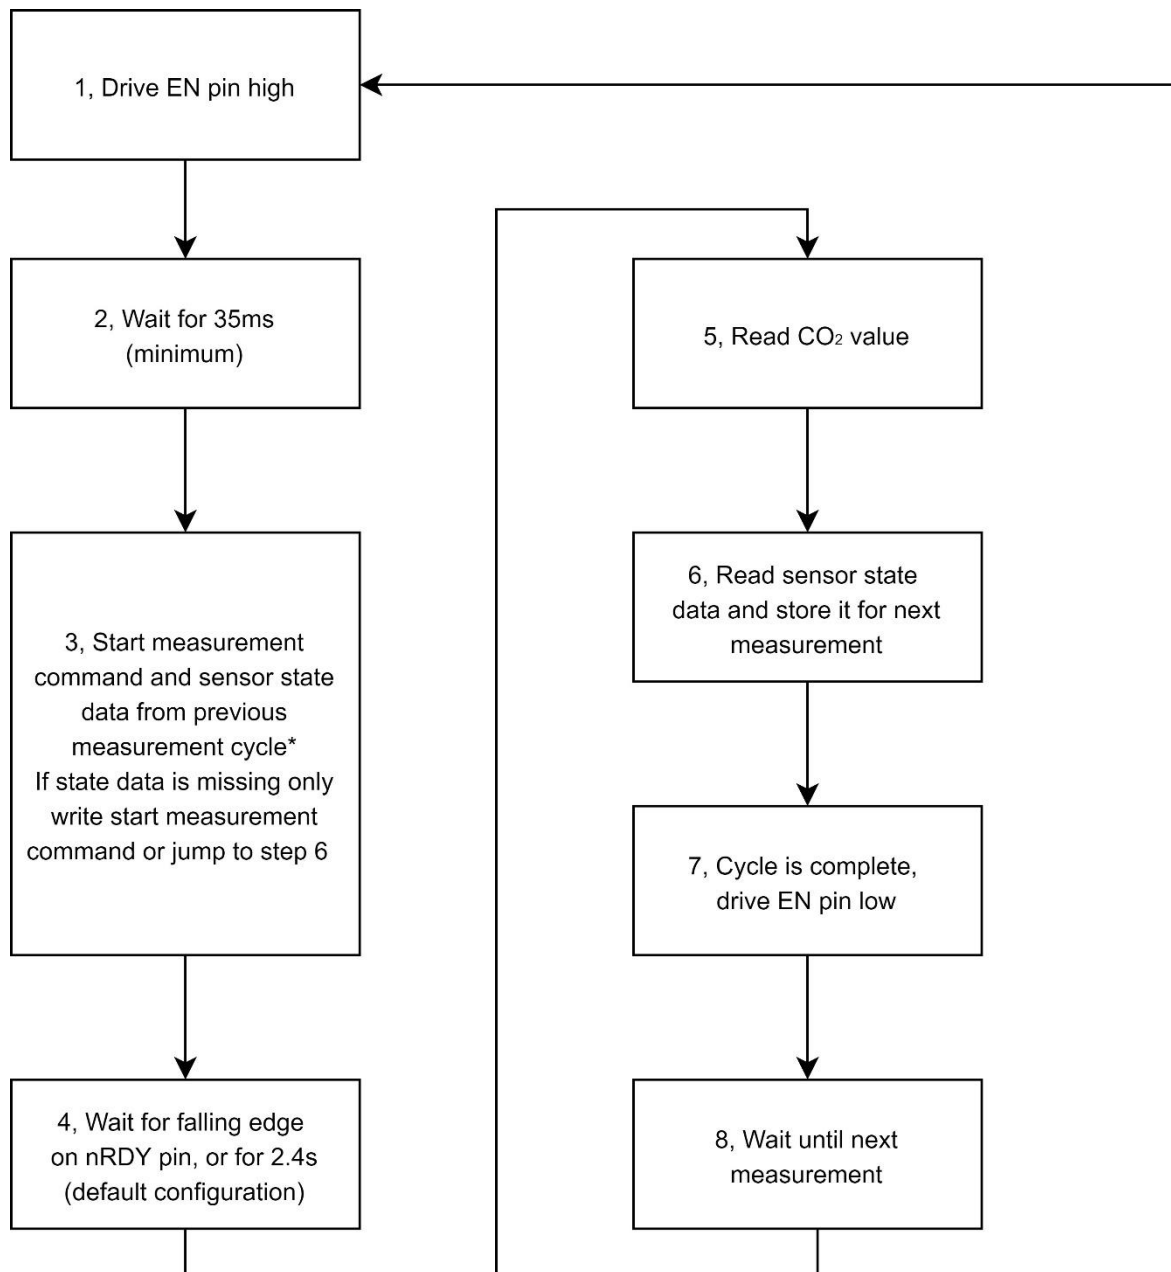 1, Drive EN pin high
2, Wait for 35ms
(minimum)
3, Start measurement
command and sensor state
data from previous
measurement cycle*
If state data is missing only
write start measurement
command or jump to step 6
4, Wait for falling edge
on nRDY pin, or for 2.4s
(default configuration)
5, Read CO₂ value
6, Read sensor state
data and store it for next
measurement
7, Cycle is complete,
drive EN pin low
8, Wait until next
measurement